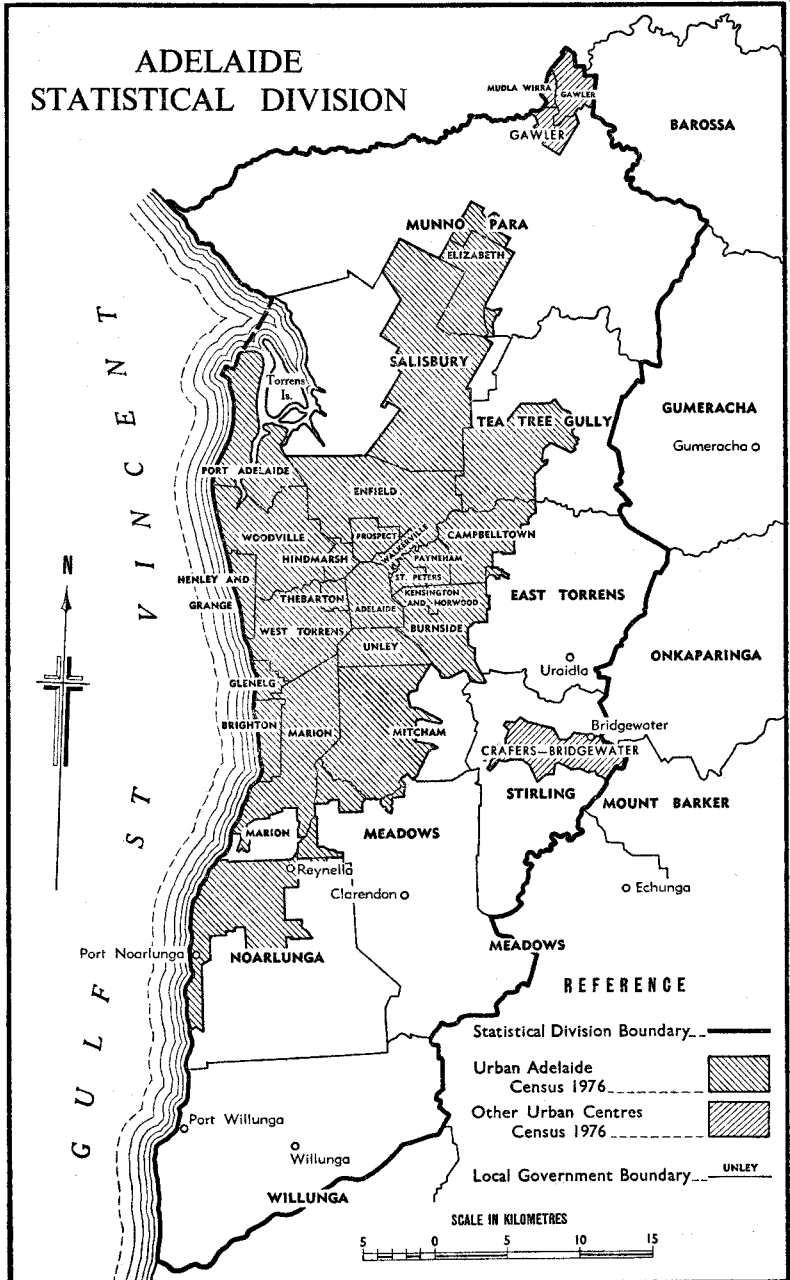 ADELAIDE
STATISTICAL DIVISION
MUDLA WIRRA
GAWLER
GAWLER
BAROSSA
MUNNO PARA
ELIZABETH
SALISBURY
Torrens
Is.
TEA TREE GULLY
GUMERACHA
Gumeracha
PORT ADELAIDE
ENFIELD
WOODVILLE
PROSPECT
WALKERVILLE
CAMPBELLTOWN
HINDMARSH
PAYNEHAM
ST. PETERS
HENLEY AND
GRANGE
THEBARTON
ADELAIDE
KENSINGTON
AND NORWOOD
EAST TORRENS
WEST TORRENS
BURNSIDE
UNLEY
ONKAPARINGA
Uraidla
GLENELG
BRIGHTON
MARION
MITCHAM
Bridgewater
CRAFERS—BRIDGEWATER
STIRLING
MOUNT BARKER
MARION
MEADOWS
Reynella
Clarendon
Echunga
MEADOWS
Port Noarlunga
NOARLUNGA
N
GULF ST VINCENT
REFERENCE
Statistical Division Boundary
Urban Adelaide
Census 1976
Other Urban Centres
Census 1976
Local Government Boundary
UNLEY
Port Willunga
Willunga
WILLUNGA
SCALE IN KILOMETRES
5 0 5 10 15